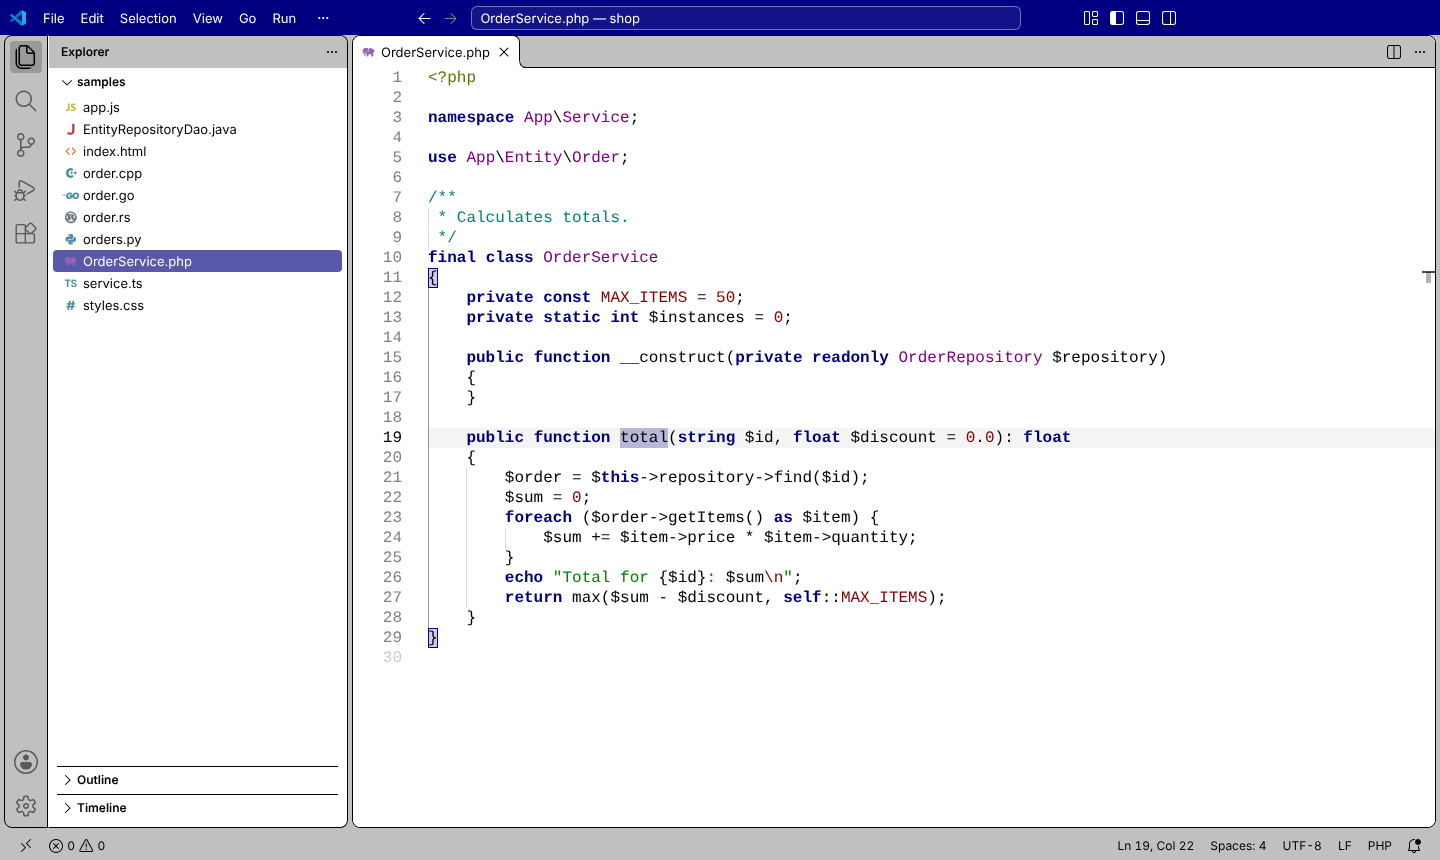 File Edit Selection View Go Run ···
OrderService.php — shop
Explorer
OrderService.php
samples
JS app.js
J EntityRepositoryDao.java
<> index.html
C+ order.cpp
GO order.go
order.rs
orders.py
OrderService.php
TS service.ts
# styles.css
Outline
Timeline
1 <?php
2
3 namespace App\Service;
4
5 use App\Entity\Order;
6
7 /**
8  * Calculates totals.
9  */
10 final class OrderService
11 {
12     private const MAX_ITEMS = 50;
13     private static int $instances = 0;
14
15     public function __construct(private readonly OrderRepository $repository)
16     {
17     }
18
19     public function total(string $id, float $discount = 0.0): float
20     {
21         $order = $this->repository->find($id);
22         $sum = 0;
23         foreach ($order->getItems() as $item) {
24             $sum += $item->price * $item->quantity;
25         }
26         echo "Total for {$id}: $sum\n";
27         return max($sum - $discount, self::MAX_ITEMS);
28     }
29 }
30
0 0
Ln 19, Col 22 Spaces: 4 UTF-8 LF PHP